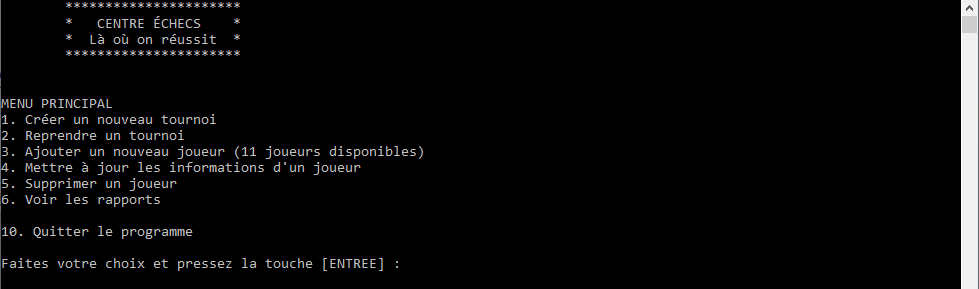 **********************
*   CENTRE ÉCHECS    *
*  Là où on réussit  *
**********************
MENU PRINCIPAL
1. Créer un nouveau tournoi
2. Reprendre un tournoi
3. Ajouter un nouveau joueur (11 joueurs disponibles)
4. Mettre à jour les informations d'un joueur
5. Supprimer un joueur
6. Voir les rapports
10. Quitter le programme
Faites votre choix et pressez la touche [ENTREE] :